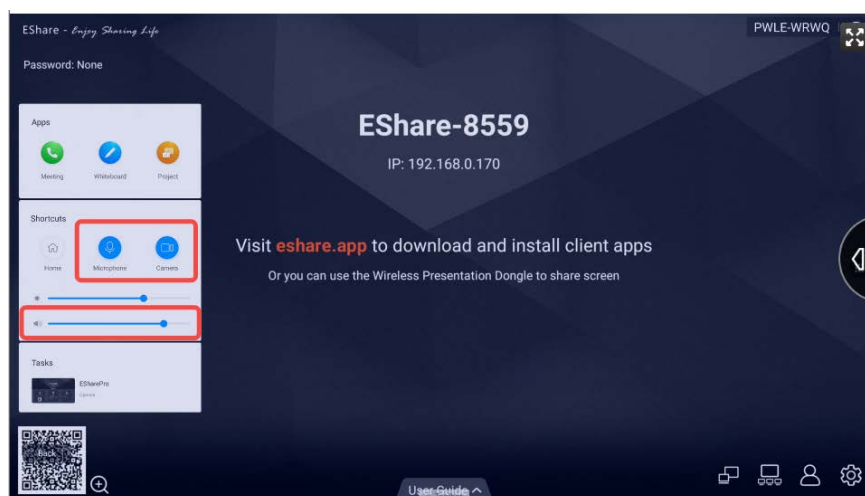 EShare - Enjoy Sharing Life
PWLE-WRWQ
Password: None
Apps
Meeting Whiteboard Project
Shortcuts
Home Microphone Camera
Tasks
ESharePro
EShare-8559
IP: 192.168.0.170
Visit eshare.app to download and install client apps
Or you can use the Wireless Presentation Dongle to share screen
Back
User Guide